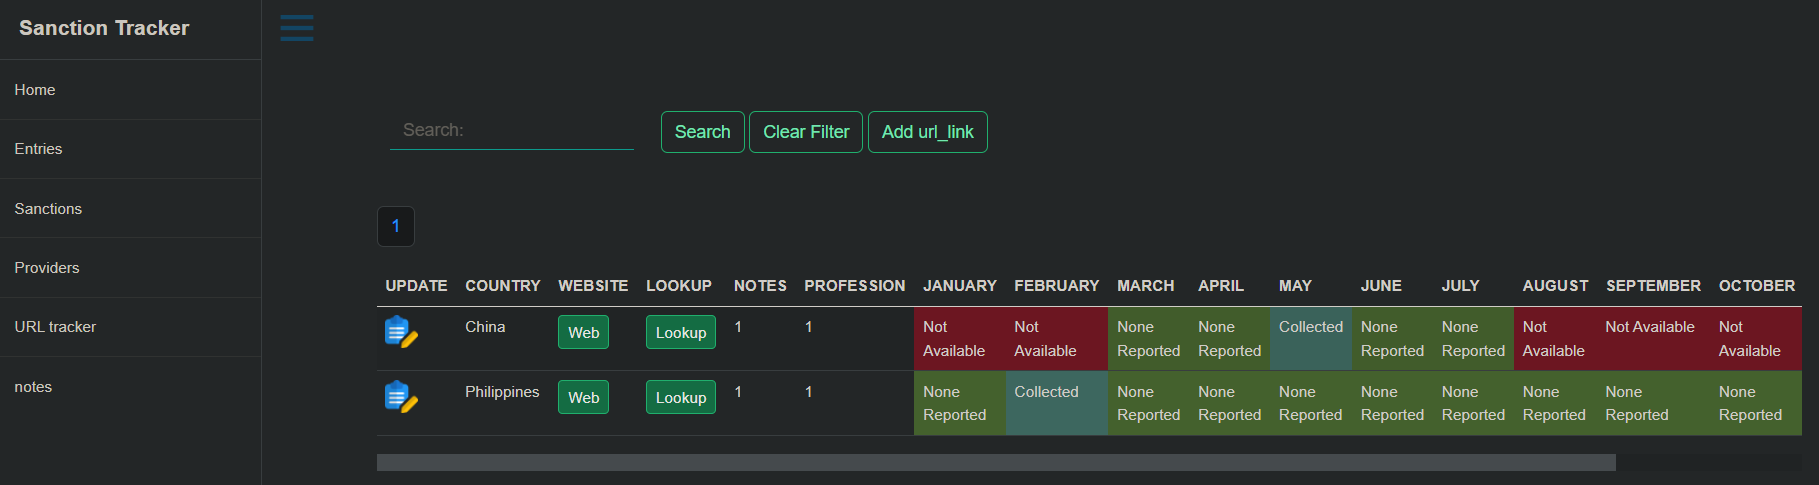 Sanction Tracker
Home
Entries
Sanctions
Providers
URL tracker
notes
Search:
Search Clear Filter Add url_link
1
UPDATE COUNTRY WEBSITE LOOKUP NOTES PROFESSION JANUARY FEBRUARY MARCH APRIL MAY JUNE JULY AUGUST SEPTEMBER OCTOBER
China Web Lookup 1 1 Not Available Not Available None Reported None Reported Collected None Reported None Reported Not Available Not Available Not Available
Philippines Web Lookup 1 1 None Reported Collected None Reported None Reported None Reported None Reported None Reported None Reported None Reported None Reported